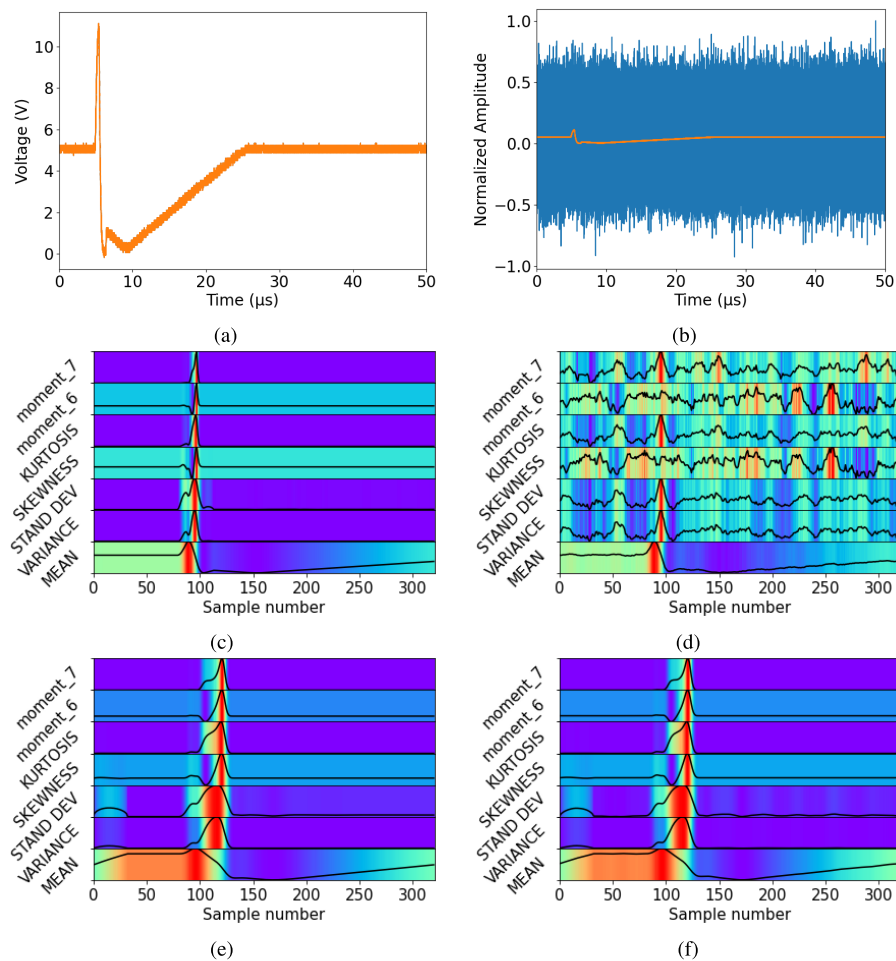 10
8
6
4
2
0
Voltage (V)
0 10 20 30 40 50
Time (µs)
(a)
1.0
0.5
0.0
−0.5
−1.0
Normalized Amplitude
0 10 20 30 40 50
Time (µs)
(b)
moment_7
moment_6
KURTOSIS
SKEWNESS
STAND DEV
VARIANCE
MEAN
0 50 100 150 200 250 300
Sample number
(c)
moment_7
moment_6
KURTOSIS
SKEWNESS
STAND DEV
VARIANCE
MEAN
0 50 100 150 200 250 300
Sample number
(d)
moment_7
moment_6
KURTOSIS
SKEWNESS
STAND DEV
VARIANCE
MEAN
0 50 100 150 200 250 300
Sample number
(e)
moment_7
moment_6
KURTOSIS
SKEWNESS
STAND DEV
VARIANCE
MEAN
0 50 100 150 200 250 300
Sample number
(f)